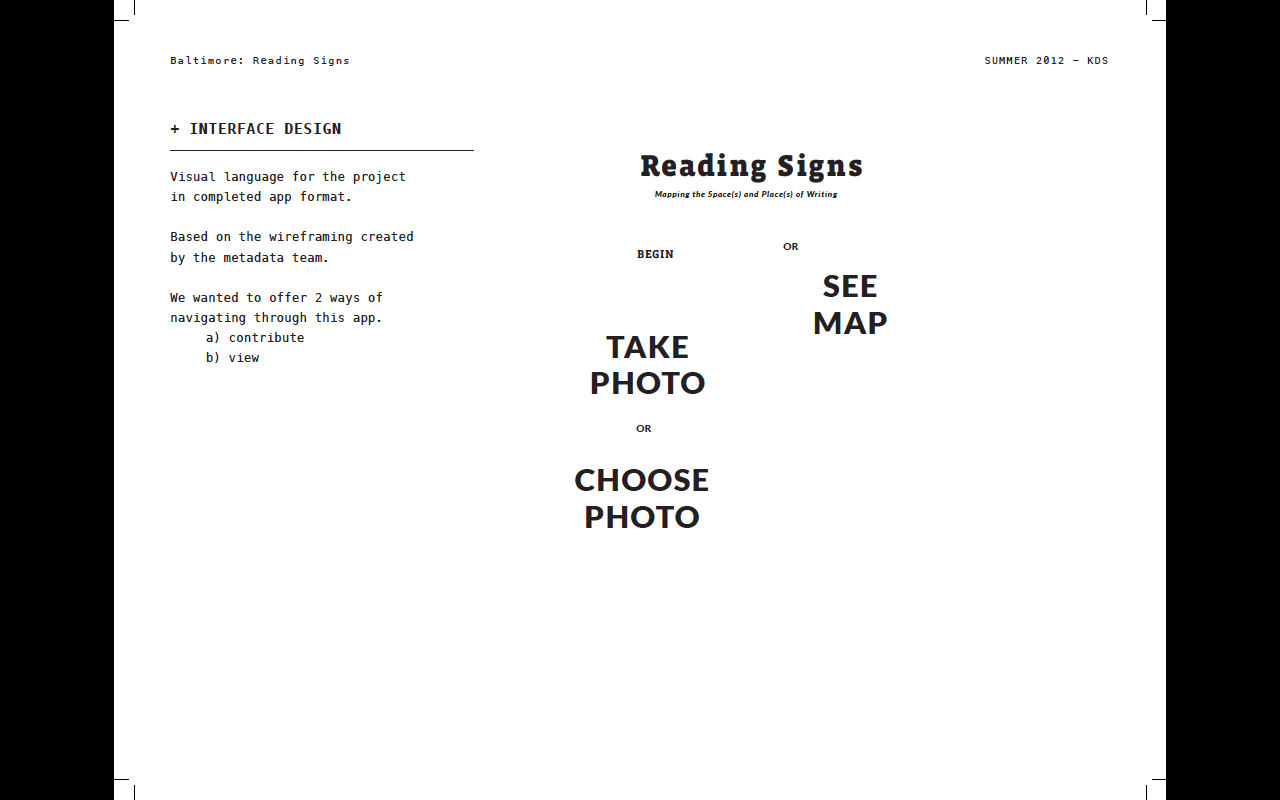 Baltimore: Reading Signs
SUMMER 2012 – KDS
+ INTERFACE DESIGN
Visual language for the project
in completed app format.
Based on the wireframing created
by the metadata team.
We wanted to offer 2 ways of
navigating through this app.
a) contribute
b) view
Reading Signs
Mapping the Space(s) and Place(s) of Writing
BEGIN
TAKE
PHOTO
OR
CHOOSE
PHOTO
OR
SEE
MAP